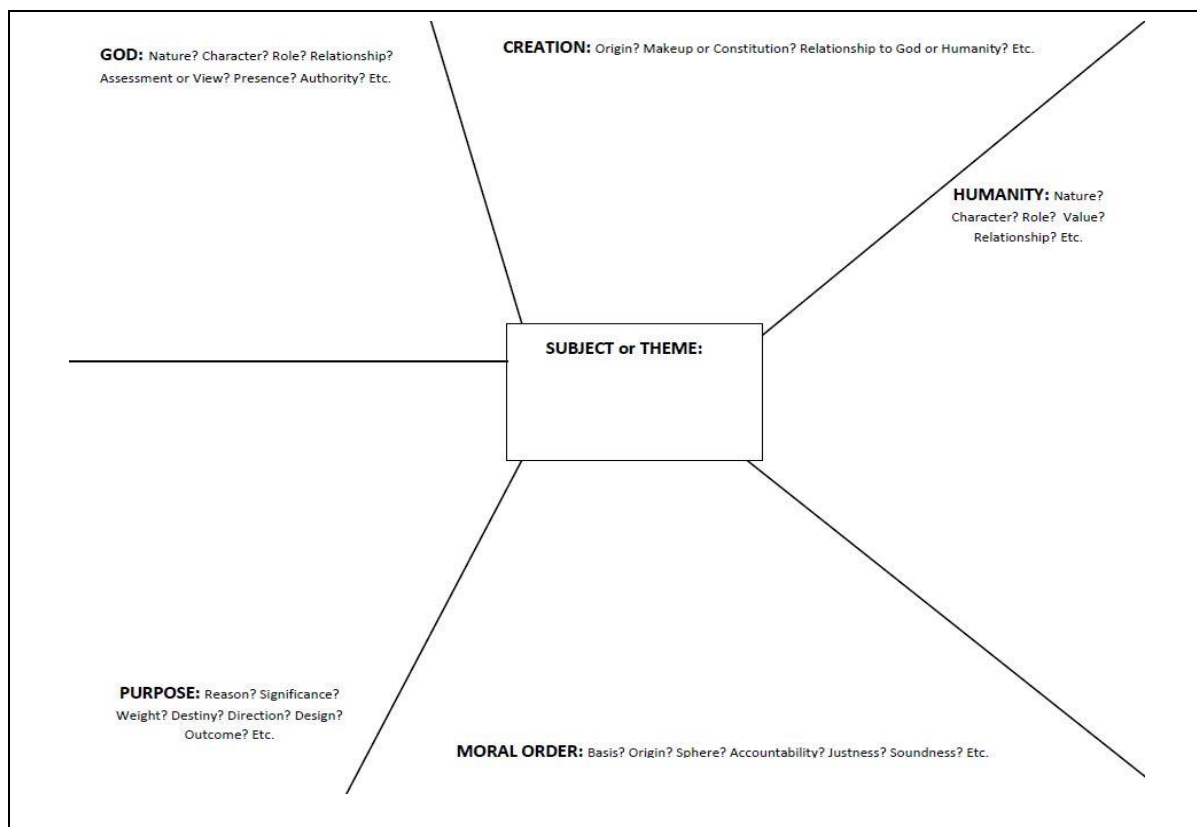 GOD: Nature? Character? Role? Relationship?
Assessment or View? Presence? Authority? Etc.
CREATION: Origin? Makeup or Constitution? Relationship to God or Humanity? Etc.
HUMANITY: Nature?
Character? Role? Value?
Relationship? Etc.
SUBJECT or THEME:
PURPOSE: Reason? Significance?
Weight? Destiny? Direction? Design?
Outcome? Etc.
MORAL ORDER: Basis? Origin? Sphere? Accountability? Justness? Soundness? Etc.